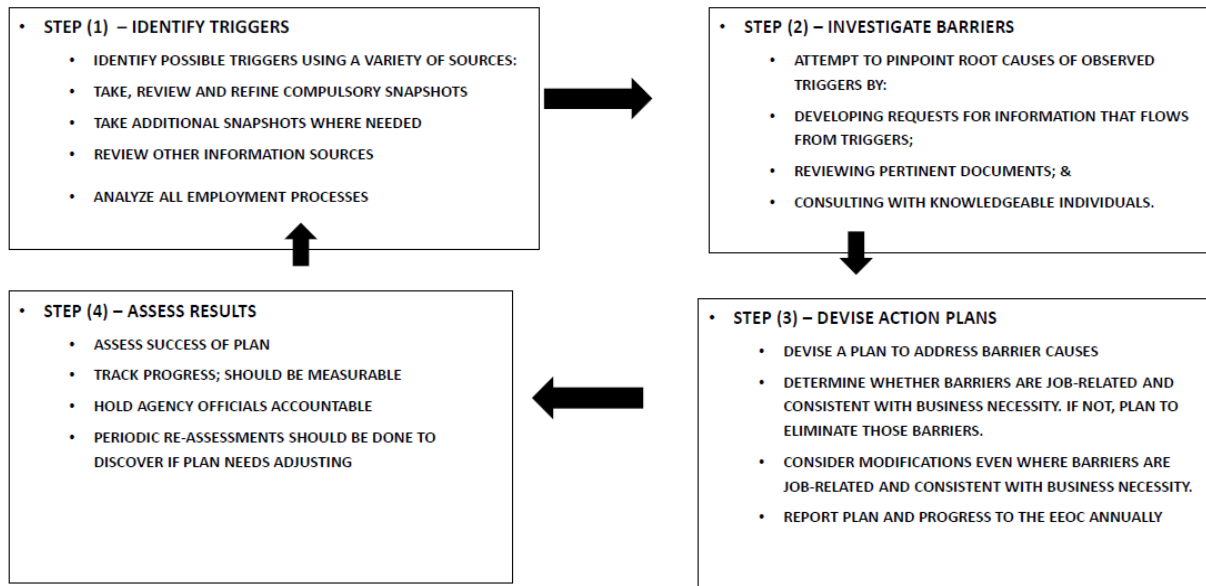 • STEP (1) – IDENTIFY TRIGGERS
• IDENTIFY POSSIBLE TRIGGERS USING A VARIETY OF SOURCES:
• TAKE, REVIEW AND REFINE COMPULSORY SNAPSHOTS
• TAKE ADDITIONAL SNAPSHOTS WHERE NEEDED
• REVIEW OTHER INFORMATION SOURCES
• ANALYZE ALL EMPLOYMENT PROCESSES
• STEP (2) – INVESTIGATE BARRIERS
• ATTEMPT TO PINPOINT ROOT CAUSES OF OBSERVED
TRIGGERS BY:
• DEVELOPING REQUESTS FOR INFORMATION THAT FLOWS
FROM TRIGGERS;
• REVIEWING PERTINENT DOCUMENTS; &
• CONSULTING WITH KNOWLEDGEABLE INDIVIDUALS.
• STEP (3) – DEVISE ACTION PLANS
• DEVISE A PLAN TO ADDRESS BARRIER CAUSES
• DETERMINE WHETHER BARRIERS ARE JOB-RELATED AND
CONSISTENT WITH BUSINESS NECESSITY. IF NOT, PLAN TO
ELIMINATE THOSE BARRIERS.
• CONSIDER MODIFICATIONS EVEN WHERE BARRIERS ARE
JOB-RELATED AND CONSISTENT WITH BUSINESS NECESSITY.
• REPORT PLAN AND PROGRESS TO THE EEOC ANNUALLY
• STEP (4) – ASSESS RESULTS
• ASSESS SUCCESS OF PLAN
• TRACK PROGRESS; SHOULD BE MEASURABLE
• HOLD AGENCY OFFICIALS ACCOUNTABLE
• PERIODIC RE-ASSESSMENTS SHOULD BE DONE TO
DISCOVER IF PLAN NEEDS ADJUSTING